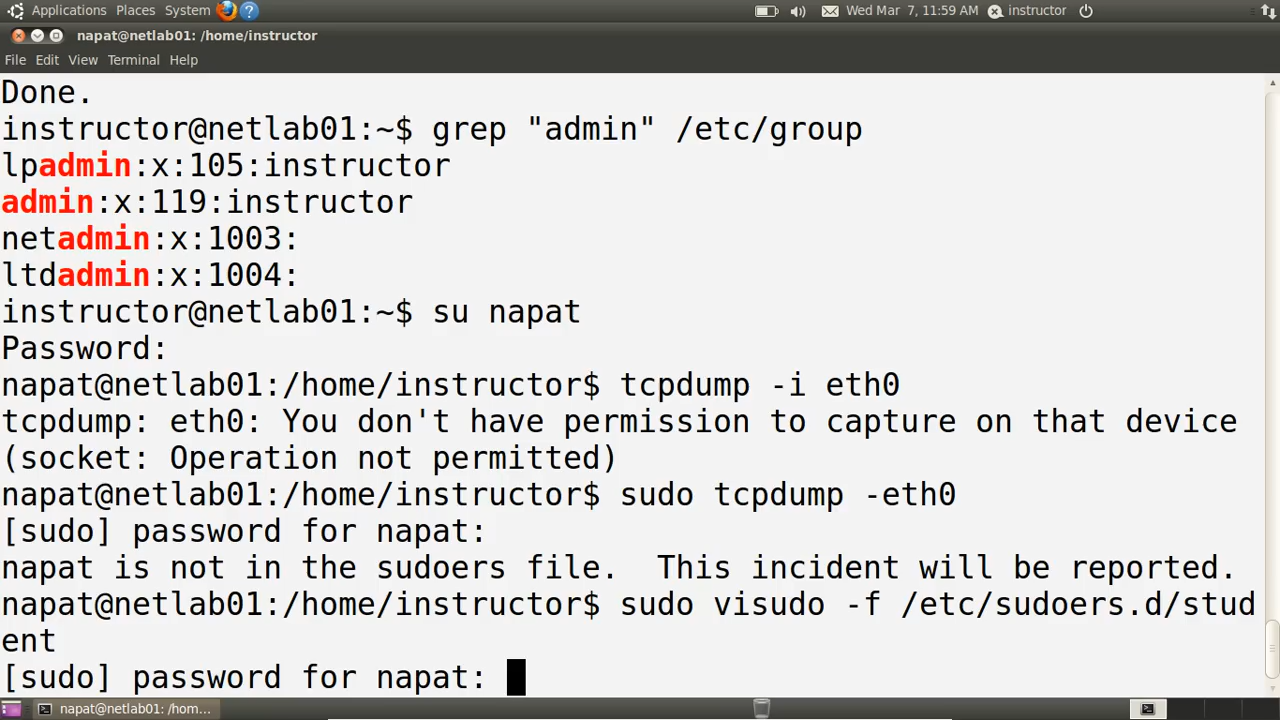 Applications Places System ? Wed Mar 7, 11:59 AM instructor
napat@netlab01: /home/instructor
File Edit View Terminal Help
Done.
instructor@netlab01:~$ grep "admin" /etc/group
lpadmin:x:105:instructor
admin:x:119:instructor
netadmin:x:1003:
ltdadmin:x:1004:
instructor@netlab01:~$ su napat
Password:
napat@netlab01:/home/instructor$ tcpdump -i eth0
tcpdump: eth0: You don't have permission to capture on that device
(socket: Operation not permitted)
napat@netlab01:/home/instructor$ sudo tcpdump -eth0
[sudo] password for napat:
napat is not in the sudoers file.  This incident will be reported.
napat@netlab01:/home/instructor$ sudo visudo -f /etc/sudoers.d/stud
ent
[sudo] password for napat:
napat@netlab01: /hom...